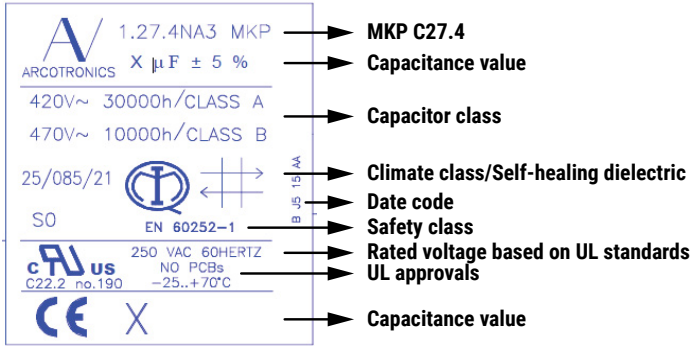 1.27.4NA3 MKP
MKP C27.4
ARCOTRONICS
X µF ± 5 %
Capacitance value
420V~ 30000h/CLASS A
470V~ 10000h/CLASS B
Capacitor class
25/085/21
Climate class/Self-healing dielectric
B J5 15 AA
Date code
S0
EN 60252-1
Safety class
c RU us
C22.2 no.190
250 VAC 60HERTZ
Rated voltage based on UL standards
NO PCBs
UL approvals
-25..+70°C
CE X
Capacitance value